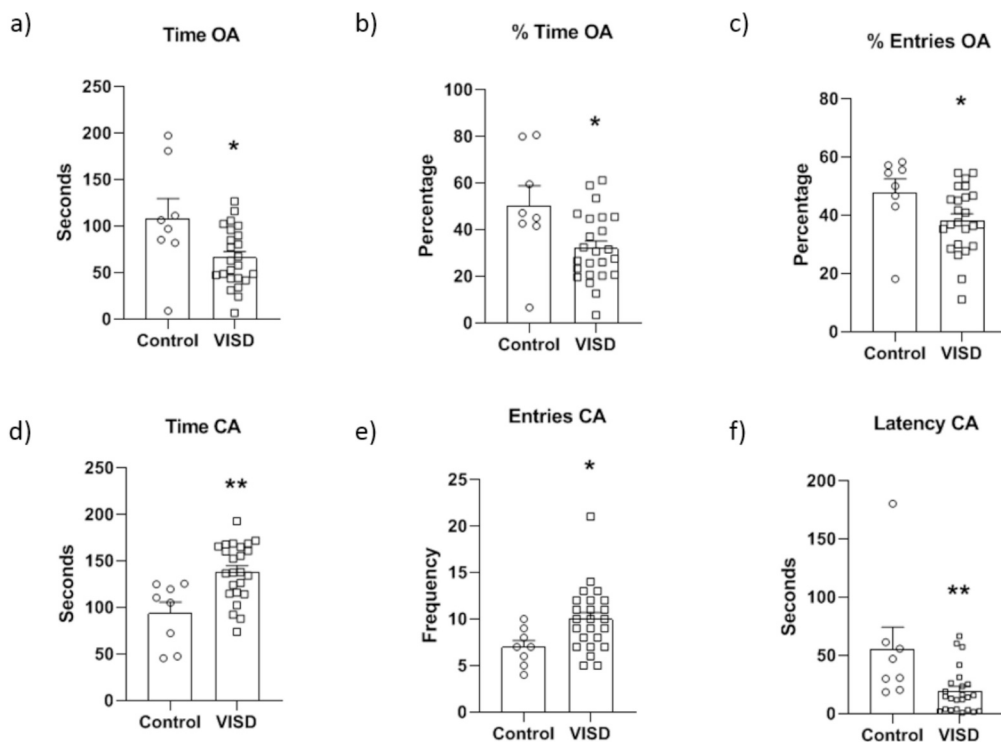 a)
Time OA
Seconds
250
200
150
100
50
0
*
Control VISD
b)
% Time OA
Percentage
100
80
60
40
20
0
*
Control VISD
c)
% Entries OA
Percentage
80
60
40
20
0
*
Control VISD
d)
Time CA
Seconds
250
200
150
100
50
0
**
Control VISD
e)
Entries CA
Frequency
25
20
15
10
5
0
*
Control VISD
f)
Latency CA
Seconds
200
150
100
50
0
**
Control VISD